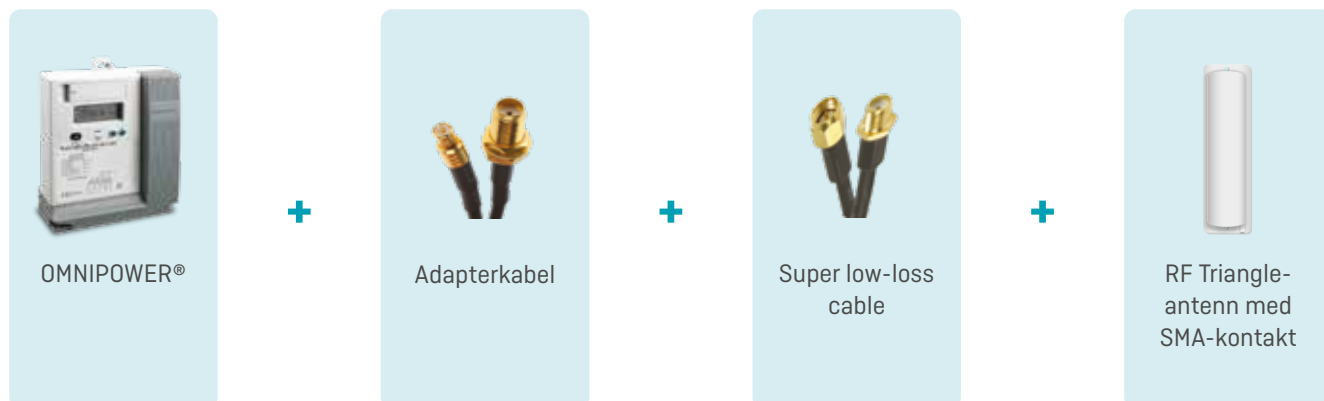 OMNIPOWER®
+
Adapterkabel
+
Super low-loss
cable
+
RF Triangle-
antenn med
SMA-kontakt